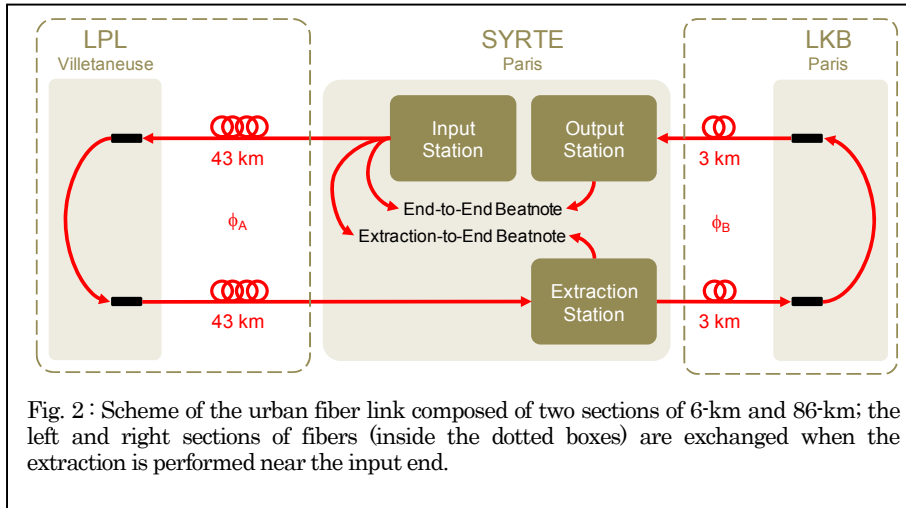 LPL
Villetaneuse
SYRTE
Paris
LKB
Paris
Input
Station
Output
Station
43 km
3 km
End-to-End Beatnote
Extraction-to-End Beatnote
ϕA
ϕB
Extraction
Station
43 km
3 km
Fig. 2 : Scheme of the urban fiber link composed of two sections of 6-km and 86-km; the
left and right sections of fibers (inside the dotted boxes) are exchanged when the
extraction is performed near the input end.